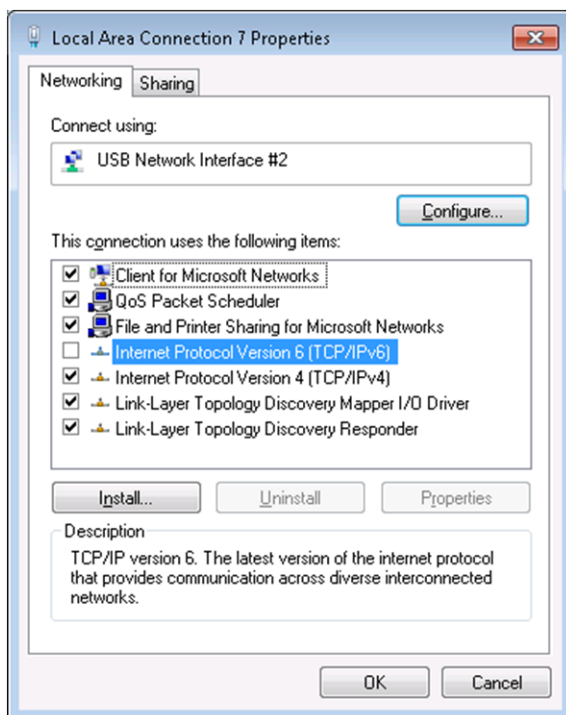 Local Area Connection 7 Properties
Networking
Sharing
Connect using:
USB Network Interface #2
Configure...
This connection uses the following items:
Client for Microsoft Networks
QoS Packet Scheduler
File and Printer Sharing for Microsoft Networks
Internet Protocol Version 6 (TCP/IPv6)
Internet Protocol Version 4 (TCP/IPv4)
Link-Layer Topology Discovery Mapper I/O Driver
Link-Layer Topology Discovery Responder
Install...
Uninstall
Properties
Description
TCP/IP version 6. The latest version of the internet protocol
that provides communication across diverse interconnected
networks.
OK
Cancel